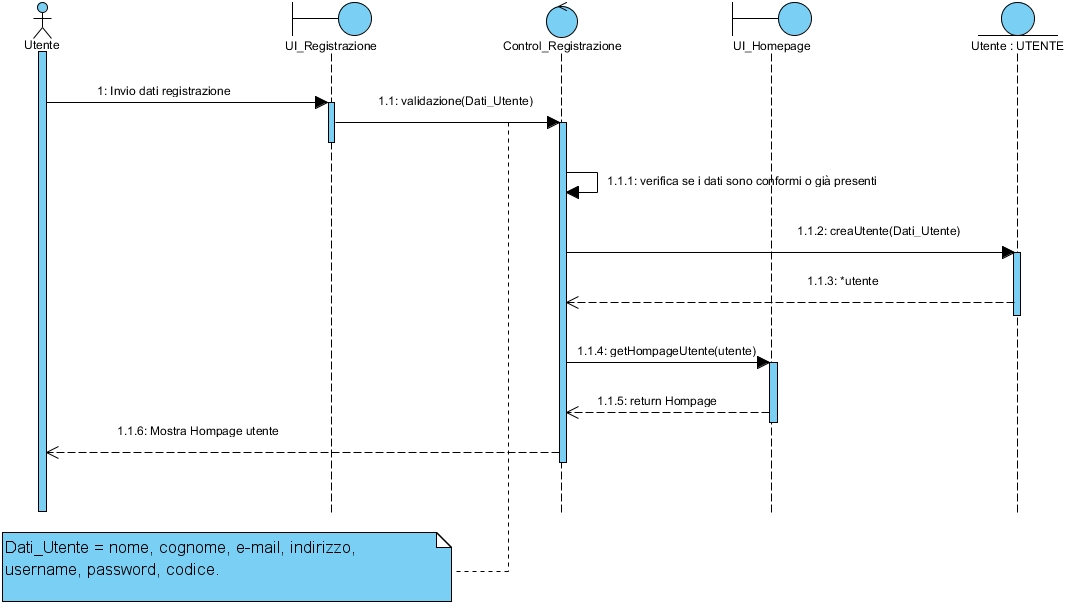 Utente
UI_Registrazione
Control_Registrazione
UI_Homepage
Utente : UTENTE
1: Invio dati registrazione
1.1: validazione(Dati_Utente)
1.1.1: verifica se i dati sono conformi o già presenti
1.1.2: creaUtente(Dati_Utente)
1.1.3: *utente
1.1.4: getHompageUtente(utente)
1.1.5: return Hompage
1.1.6: Mostra Hompage utente
Dati_Utente = nome, cognome, e-mail, indirizzo,
username, password, codice.